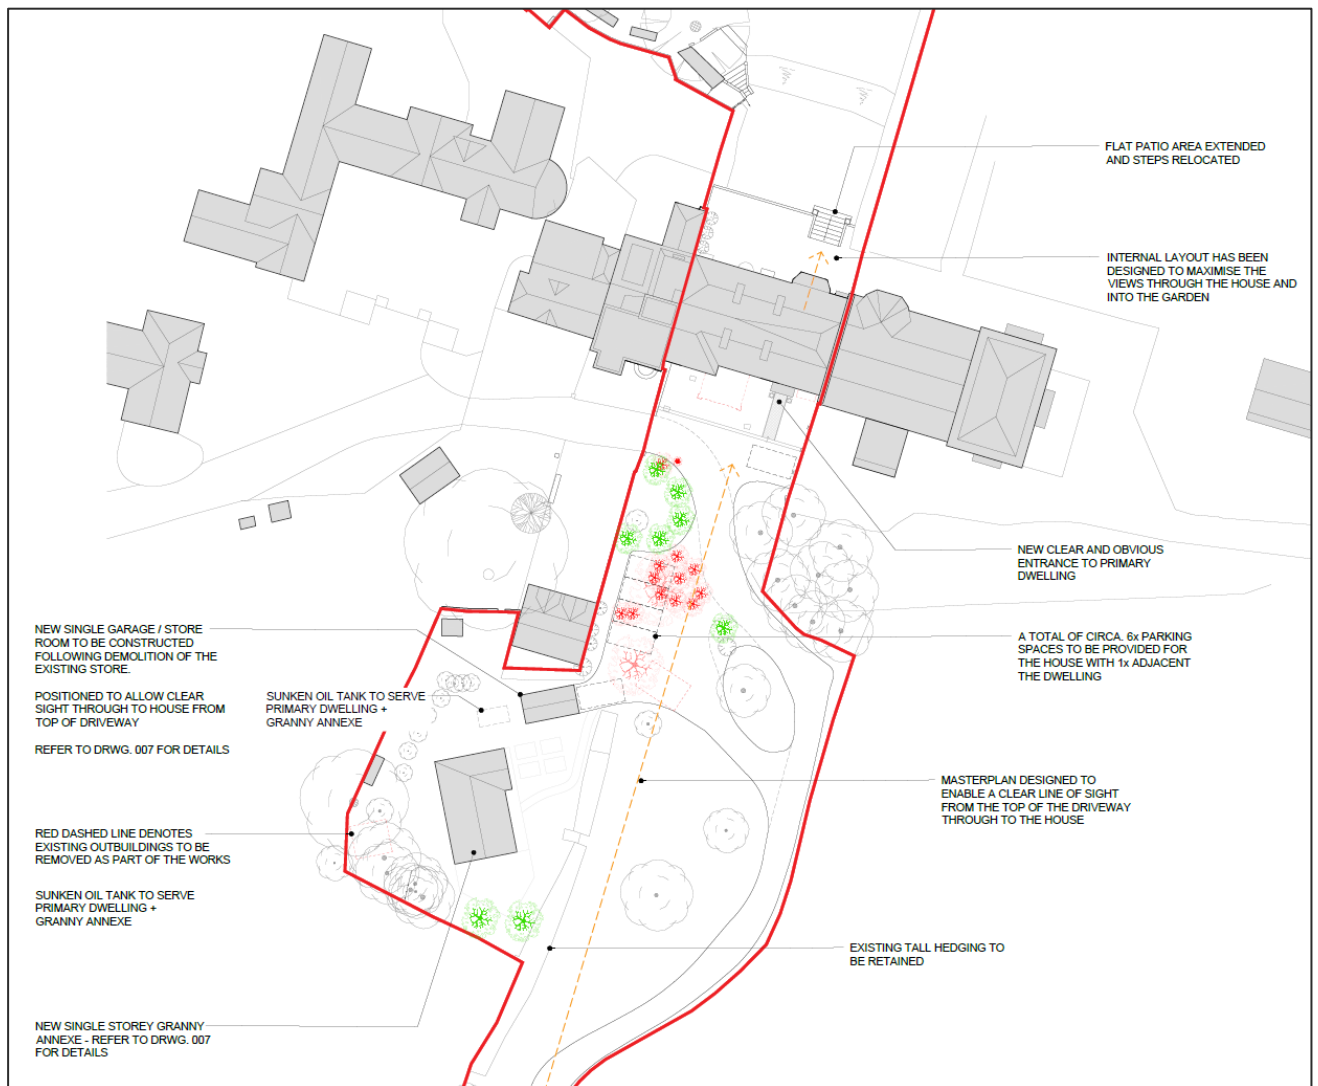 FLAT PATIO AREA EXTENDED
AND STEPS RELOCATED
INTERNAL LAYOUT HAS BEEN
DESIGNED TO MAXIMISE THE
VIEWS THROUGH THE HOUSE AND
INTO THE GARDEN
NEW CLEAR AND OBVIOUS
ENTRANCE TO PRIMARY
DWELLING
NEW SINGLE GARAGE / STORE
ROOM TO BE CONSTRUCTED
FOLLOWING DEMOLITION OF THE
EXISTING STORE.
POSITIONED TO ALLOW CLEAR
SIGHT THROUGH TO HOUSE FROM
TOP OF DRIVEWAY
REFER TO DRWG. 007 FOR DETAILS
SUNKEN OIL TANK TO SERVE
PRIMARY DWELLING +
GRANNY ANNEXE
A TOTAL OF CIRCA. 6x PARKING
SPACES TO BE PROVIDED FOR
THE HOUSE WITH 1x ADJACENT
THE DWELLING
MASTERPLAN DESIGNED TO
ENABLE A CLEAR LINE OF SIGHT
FROM THE TOP OF THE DRIVEWAY
THROUGH TO THE HOUSE
RED DASHED LINE DENOTES
EXISTING OUTBUILDINGS TO BE
REMOVED AS PART OF THE WORKS
SUNKEN OIL TANK TO SERVE
PRIMARY DWELLING +
GRANNY ANNEXE
EXISTING TALL HEDGING TO
BE RETAINED
NEW SINGLE STOREY GRANNY
ANNEXE - REFER TO DRWG. 007
FOR DETAILS